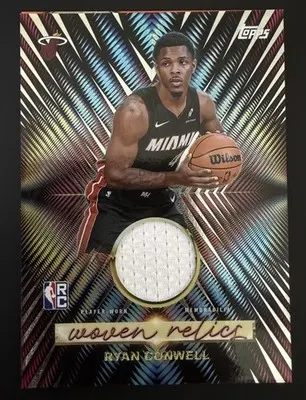 Topps
MIAMI
Wilson
RC
PLAYER-WORN MEMORABILIA
woven relics
RYAN CONWELL